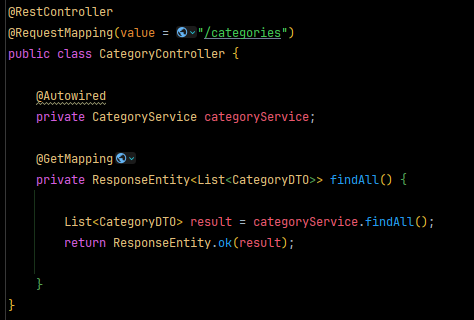 @RestController
@RequestMapping(value = "/categories")
public class CategoryController {
@Autowired
private CategoryService categoryService;
@GetMapping
private ResponseEntity<List<CategoryDTO>> findAll() {
List<CategoryDTO> result = categoryService.findAll();
return ResponseEntity.ok(result);
}
}